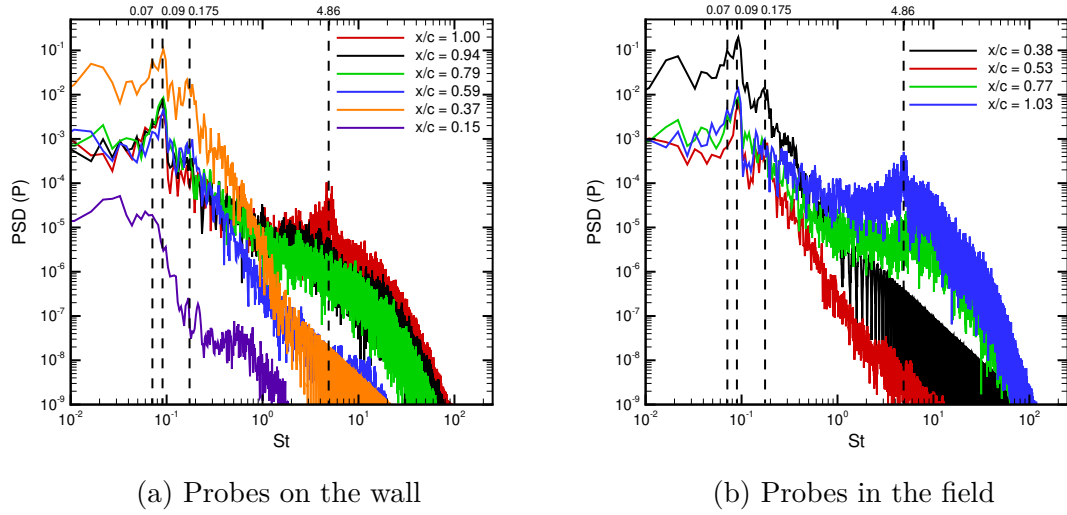 0.07 0.09 0.175 4.86
x/c = 1.00
x/c = 0.94
x/c = 0.79
x/c = 0.59
x/c = 0.37
x/c = 0.15
10^-1
10^-2
10^-3
10^-4
10^-5
10^-6
10^-7
10^-8
10^-9
PSD (P)
10^-2 10^-1 10^0 10^1 10^2
St
(a) Probes on the wall
0.07 0.09 0.175 4.86
x/c = 0.38
x/c = 0.53
x/c = 0.77
x/c = 1.03
10^-1
10^-2
10^-3
10^-4
10^-5
10^-6
10^-7
10^-8
10^-9
PSD (P)
10^-2 10^-1 10^0 10^1 10^2
St
(b) Probes in the field